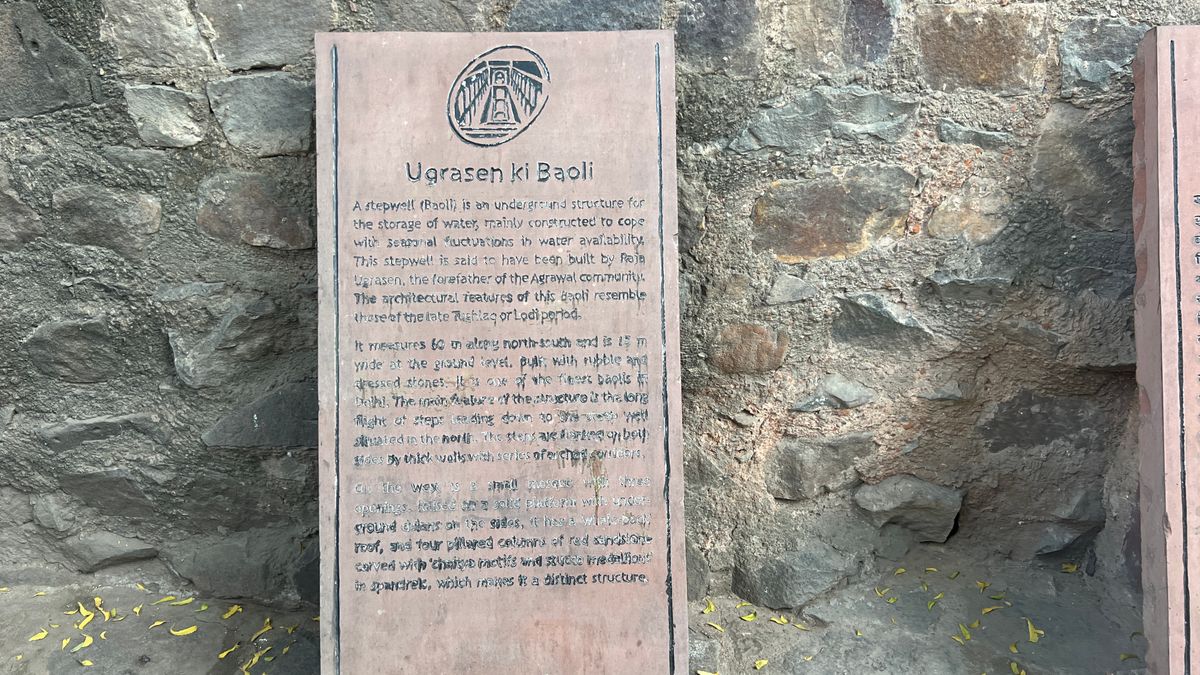 Ugrasen ki Baoli
A stepwell (Baoli) is an underground structure for
the storage of water, mainly constructed to cope
with seasonal fluctuations in water availability.
This stepwell is said to have been built by Raja
Ugrasen, the forefather of the Agrawal community.
The architectural features of this Baoli resemble
those of the late Tughlaq or Lodi period.
It measures 60 m along north-south and is 15 m
wide at the ground level. Built with rubble and
dressed stones, it is one of the finest baolis in
Delhi. The main feature of the structure is the long
flight of steps leading down to the well
situated in the north. The steps are flanked on both
sides by thick walls with series of arched corridors.
On the west is a small mosque with three
openings. Raised on a solid platform with under-
ground dalans on the sides, it has a
roof, and four pillared columns of red sandstone
carved with 'chaitya motifs and stucco medallions
in spandrels, which makes it a distinct structure.